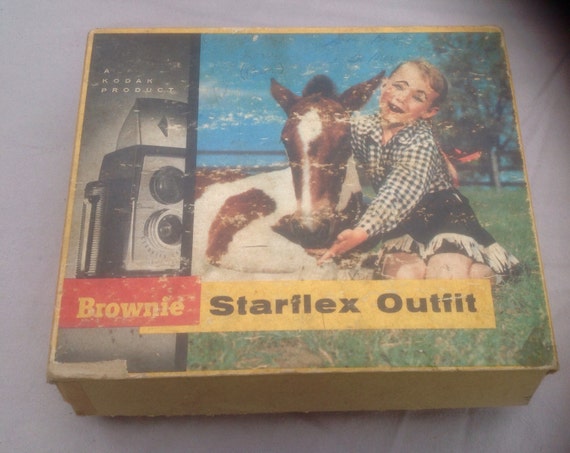 A
KODAK
PRODUCT
Brownie Starflex Outfit